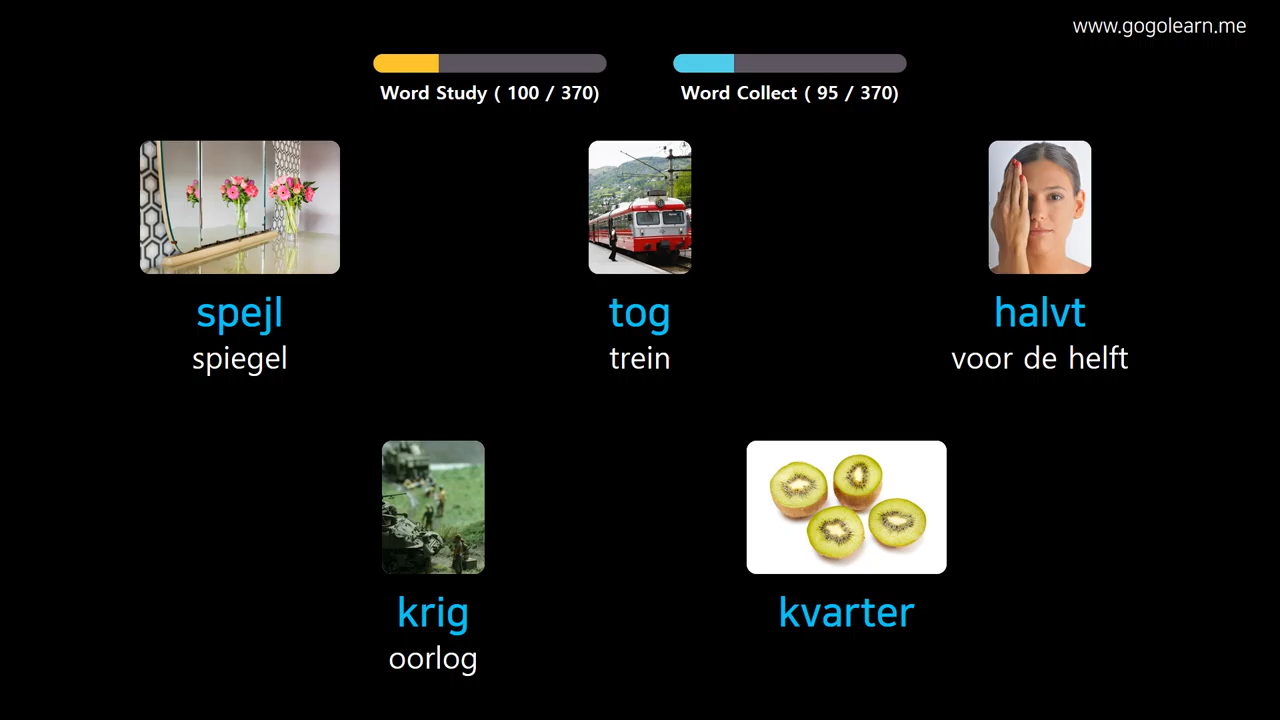 www.gogolearn.me
Word Study ( 100 / 370)
Word Collect ( 95 / 370)
spejl
spiegel
tog
trein
halvt
voor de helft
krig
oorlog
kvarter